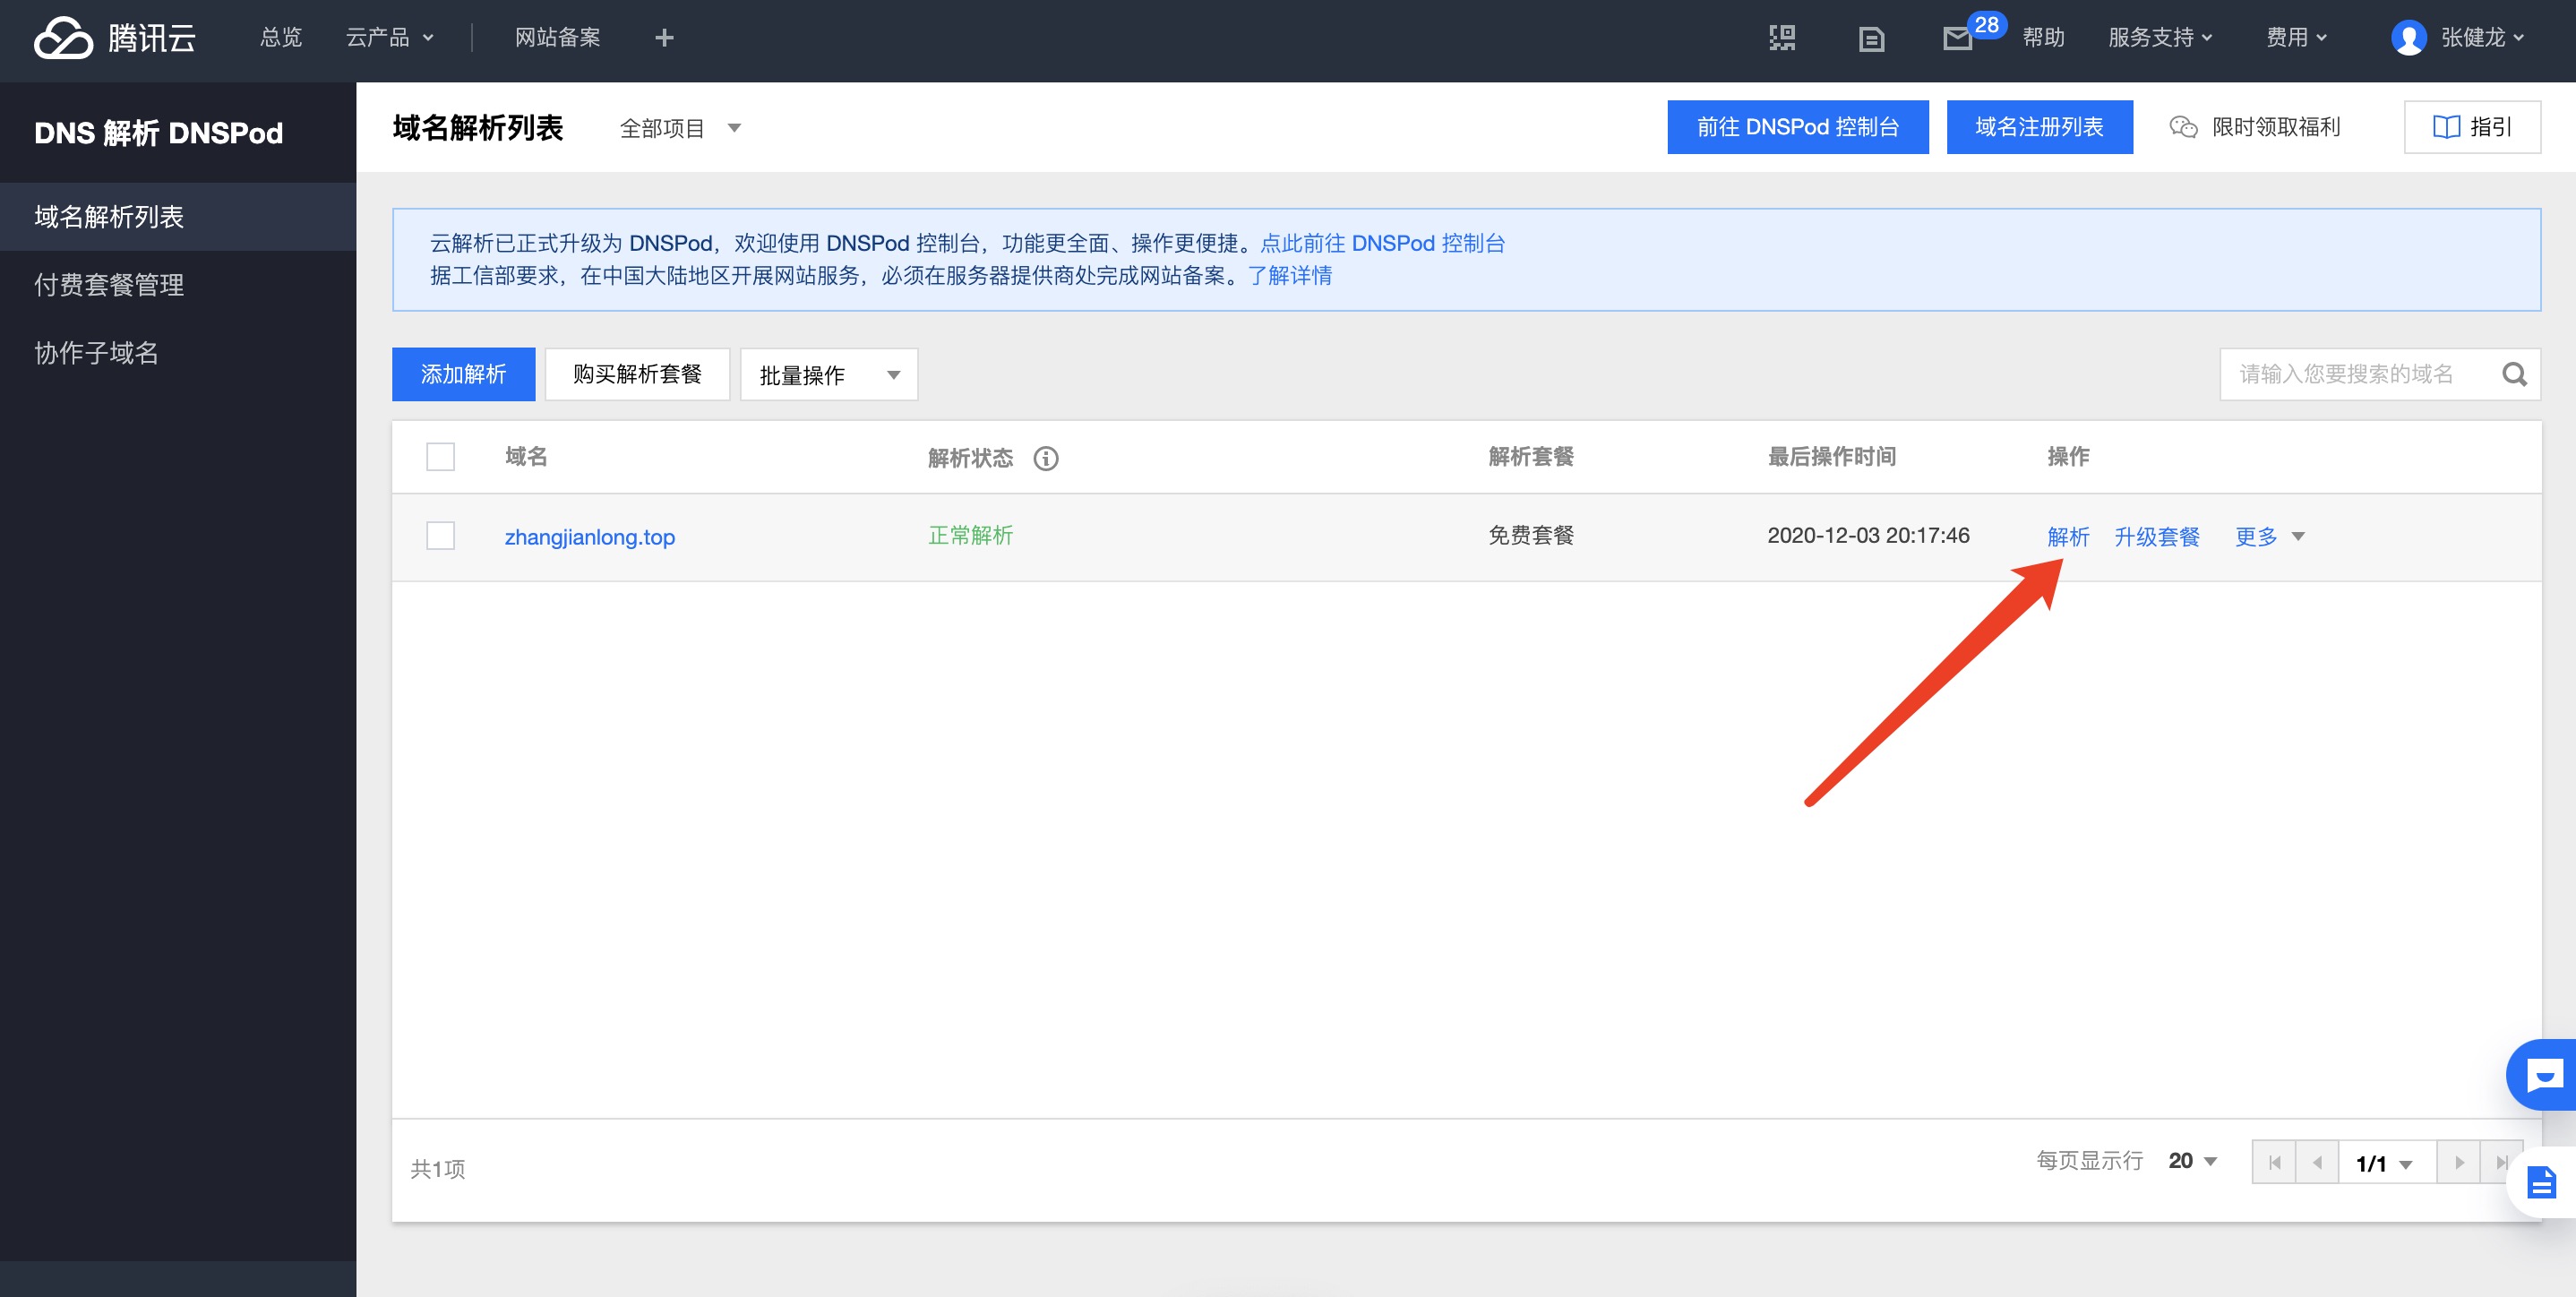 腾讯云 总览 云产品 网站备案 28 帮助 服务支持 费用 张健龙
DNS 解析 DNSPod
域名解析列表
付费套餐管理
协作子域名
域名解析列表 全部项目 前往 DNSPod 控制台 域名注册列表 限时领取福利 指引
云解析已正式升级为 DNSPod，欢迎使用 DNSPod 控制台，功能更全面、操作更便捷。点此前往 DNSPod 控制台
据工信部要求，在中国大陆地区开展网站服务，必须在服务器提供商处完成网站备案。了解详情
添加解析 购买解析套餐 批量操作 请输入您要搜索的域名
域名 解析状态 解析套餐 最后操作时间 操作
zhangjianlong.top 正常解析 免费套餐 2020-12-03 20:17:46 解析 升级套餐 更多
共1项 每页显示行 20 1/1